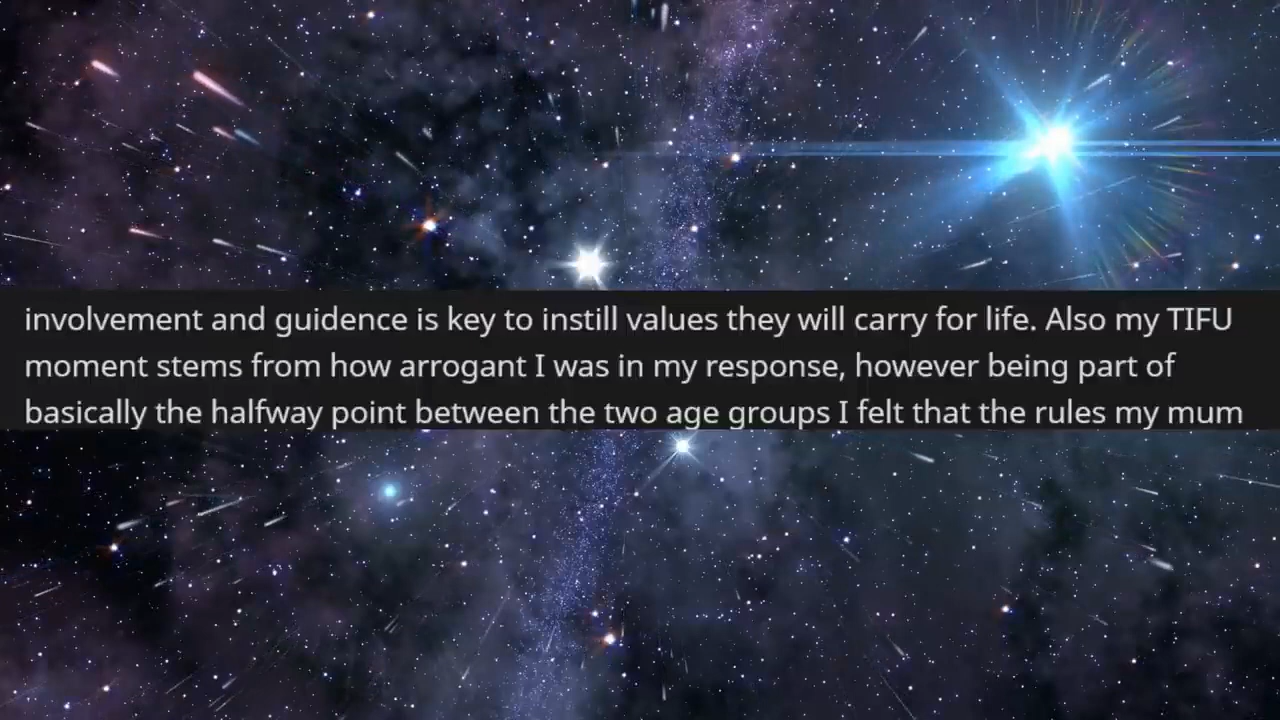 involvement and guidence is key to instill values they will carry for life. Also my TIFU
moment stems from how arrogant I was in my response, however being part of
basically the halfway point between the two age groups I felt that the rules my mum